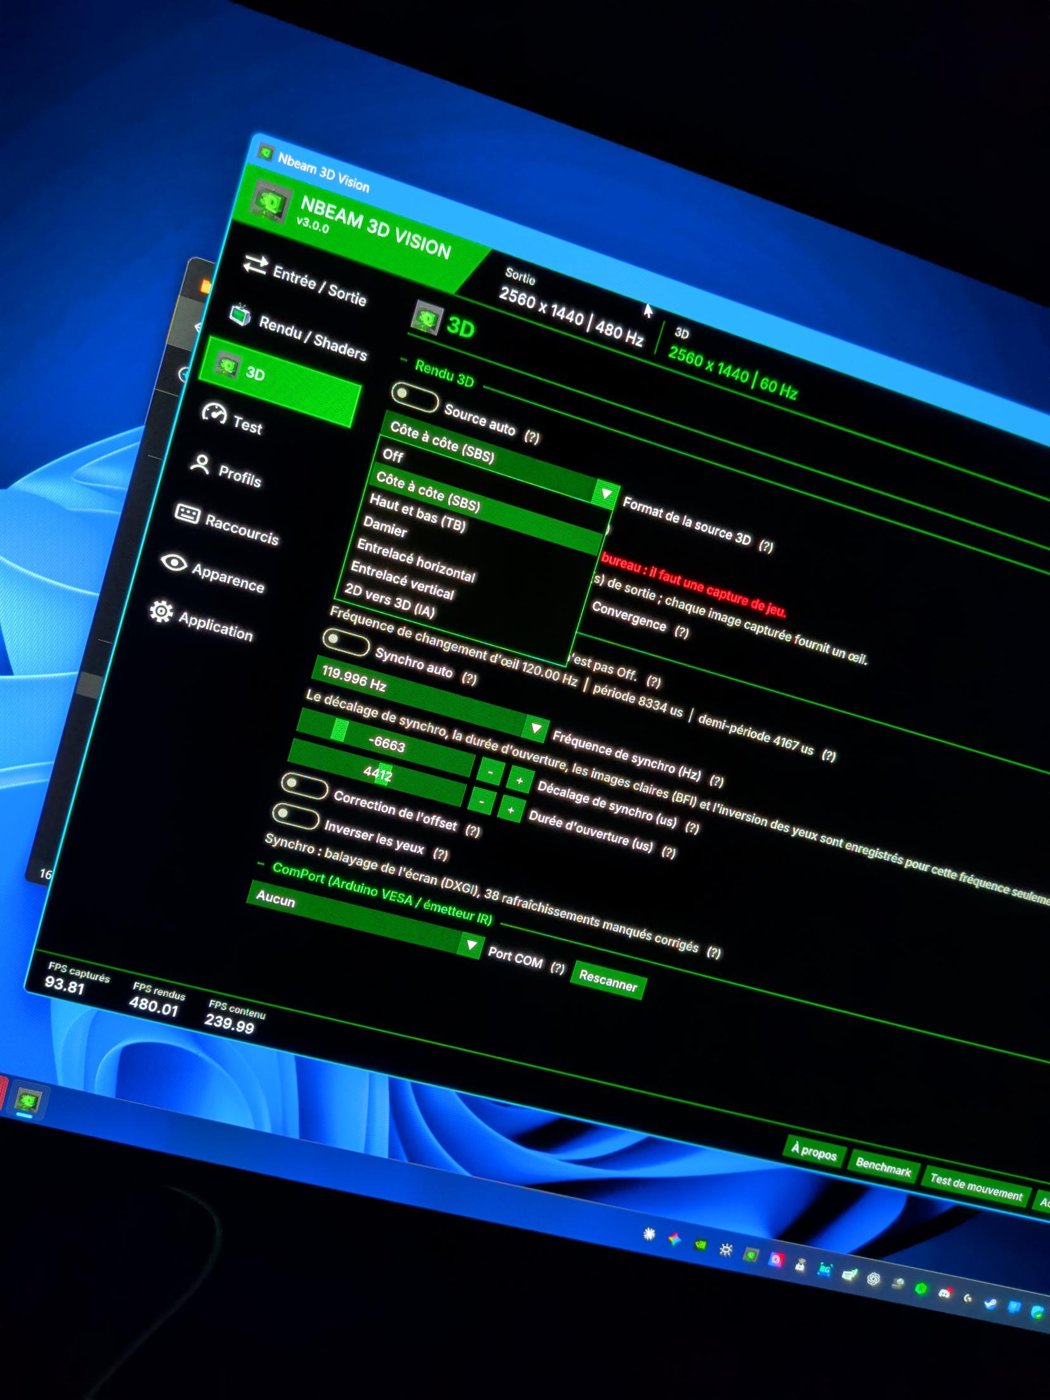 Nbeam 3D Vision
NBEAM 3D VISION
v3.0.0
Sortie
2560 x 1440 | 480 Hz
3D
2560 x 1440 | 60 Hz
Entrée / Sortie
Rendu / Shaders
3D
Test
Profils
Raccourcis
Apparence
Application
3D
Rendu 3D
Source auto (?)
Côte à côte (SBS)
Format de la source 3D (?)
Off
Côte à côte (SBS)
Haut et bas (TB)
Damier
Entrelacé horizontal
Entrelacé vertical
2D vers 3D (IA)
)
bureau : il faut une capture de jeu.
s) de sortie ; chaque image capturée fournit un œil.
Convergence (?)
'est pas Off. (?)
Fréquence de changement d'œil 120.00 Hz | période 8334 us | demi-période 4167 us (?)
Synchro auto (?)
119.996 Hz
Fréquence de synchro (Hz) (?)
Le décalage de synchro, la durée d'ouverture, les images claires (BFI) et l'inversion des yeux sont enregistrés pour cette fréquence seuleme
-6663
- +
Décalage de synchro (us) (?)
4412
- +
Durée d'ouverture (us) (?)
Correction de l'offset (?)
Inverser les yeux (?)
Synchro : balayage de l'écran (DXGI), 38 rafraîchissements manqués corrigés (?)
ComPort (Arduino VESA / émetteur IR)
Aucun
Port COM (?)
Rescanner
FPS capturés
93.81
FPS rendus
480.01
FPS contenu
239.99
À propos
Benchmark
Test de mouvement
16
BG